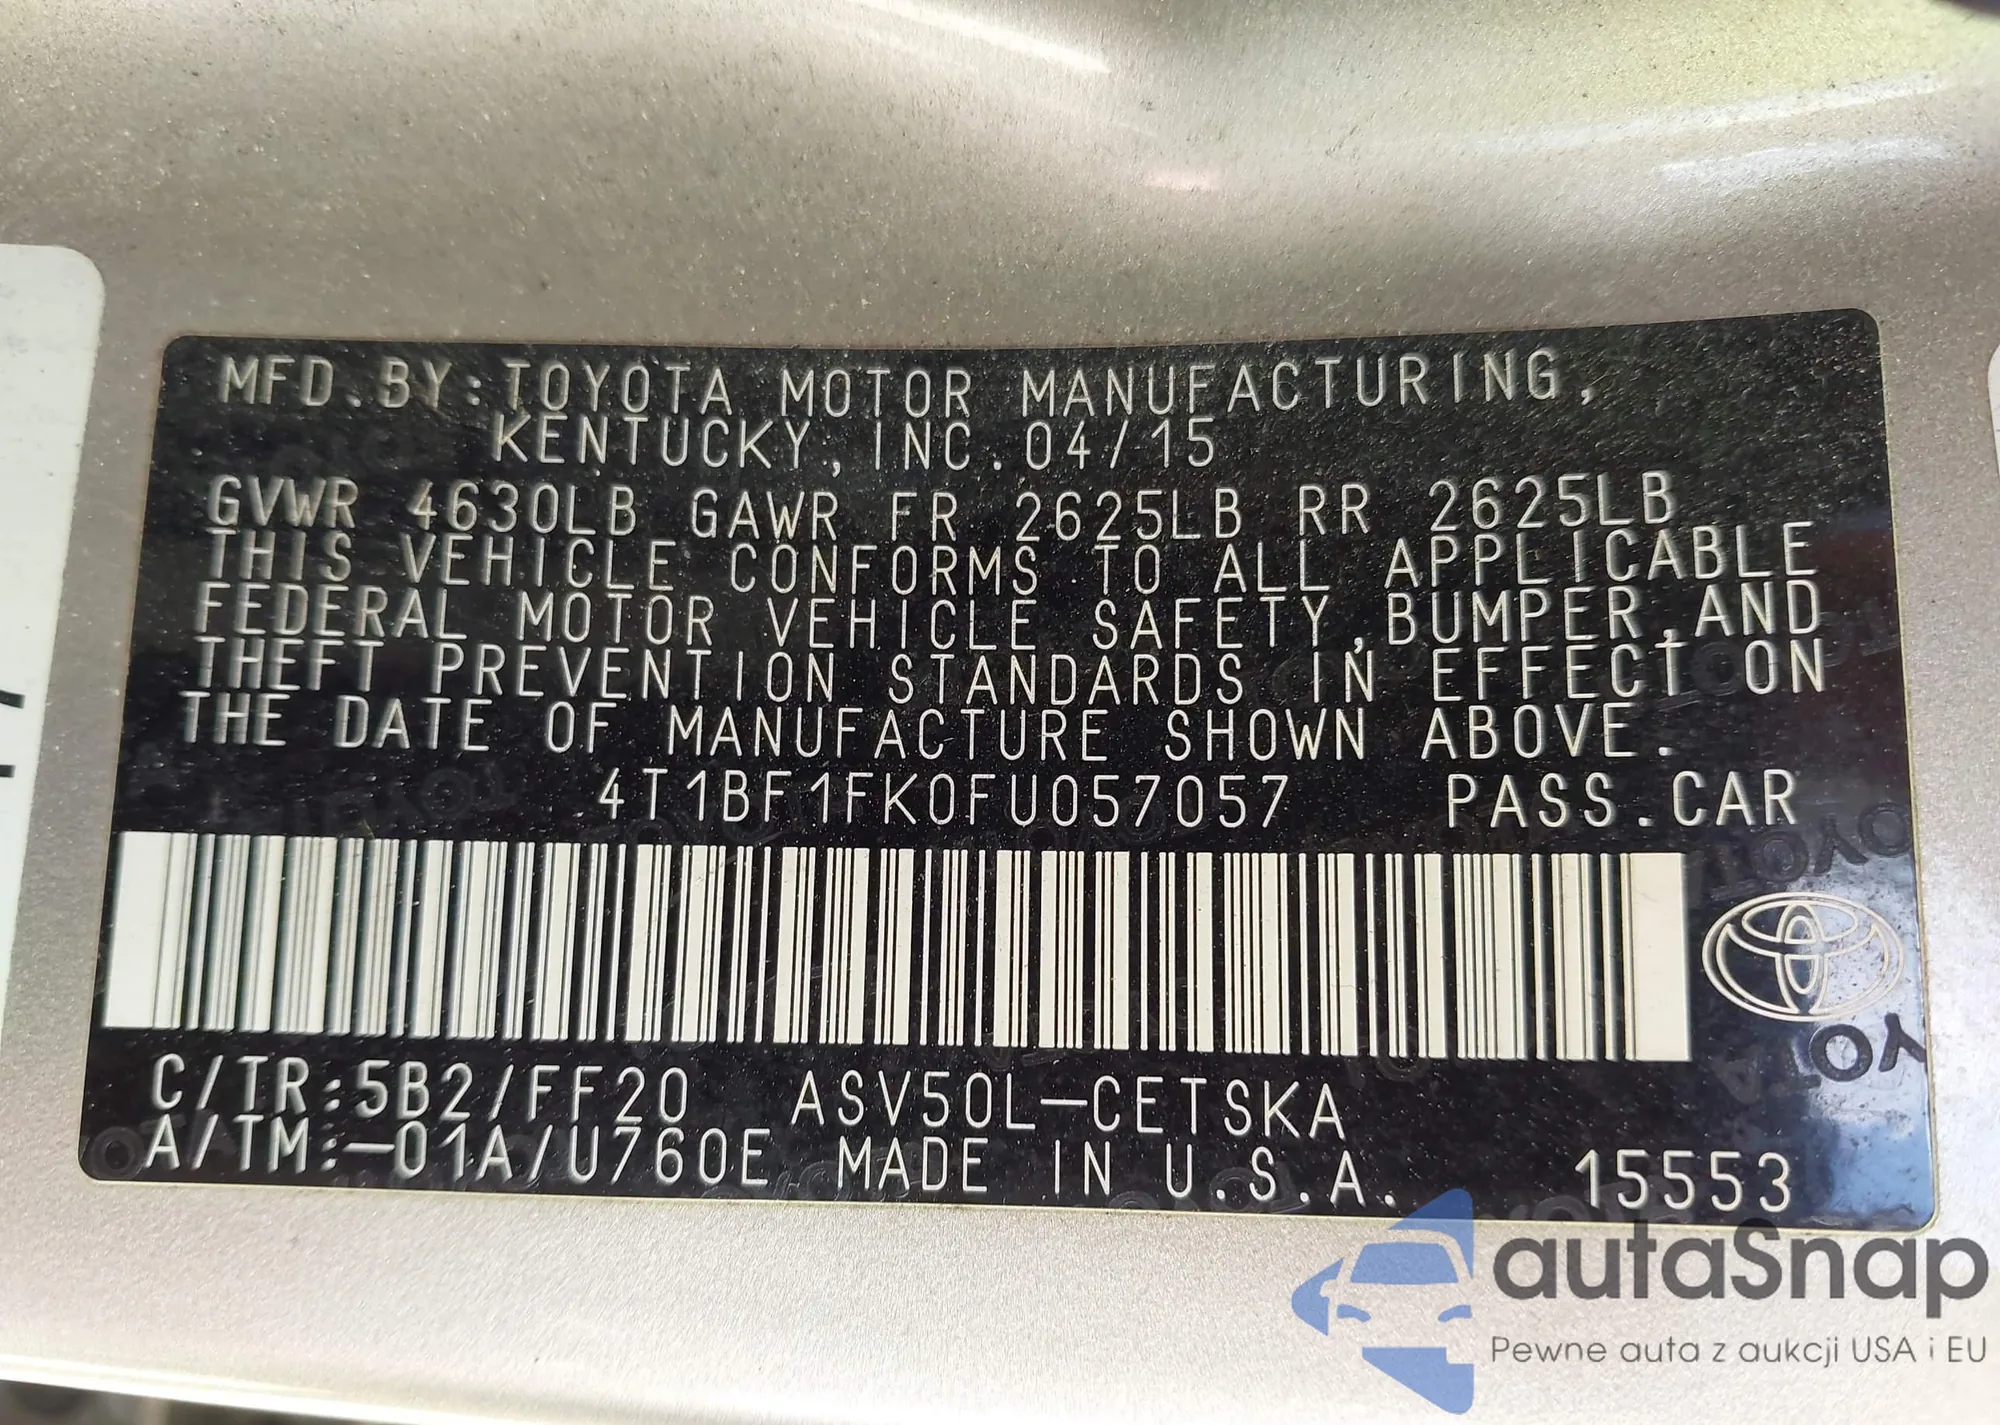 MFD.BY:TOYOTA MOTOR MANUFACTURING,
KENTUCKY,INC.04/15
GVWR 4630LB GAWR FR 2625LB RR 2625LB
THIS VEHICLE CONFORMS TO ALL APPLICABLE
FEDERAL MOTOR VEHICLE SAFETY,BUMPER,AND
THEFT PREVENTION STANDARDS IN EFFECT ON
THE DATE OF MANUFACTURE SHOWN ABOVE.
4T1BF1FK0FU057057 PASS.CAR
C/TR:5B2/FF20 ASV50L-CETSKA
A/TM:-01A/U760E MADE IN U.S.A. 15553
autaSnap
Pewne auta z aukcji USA i EU